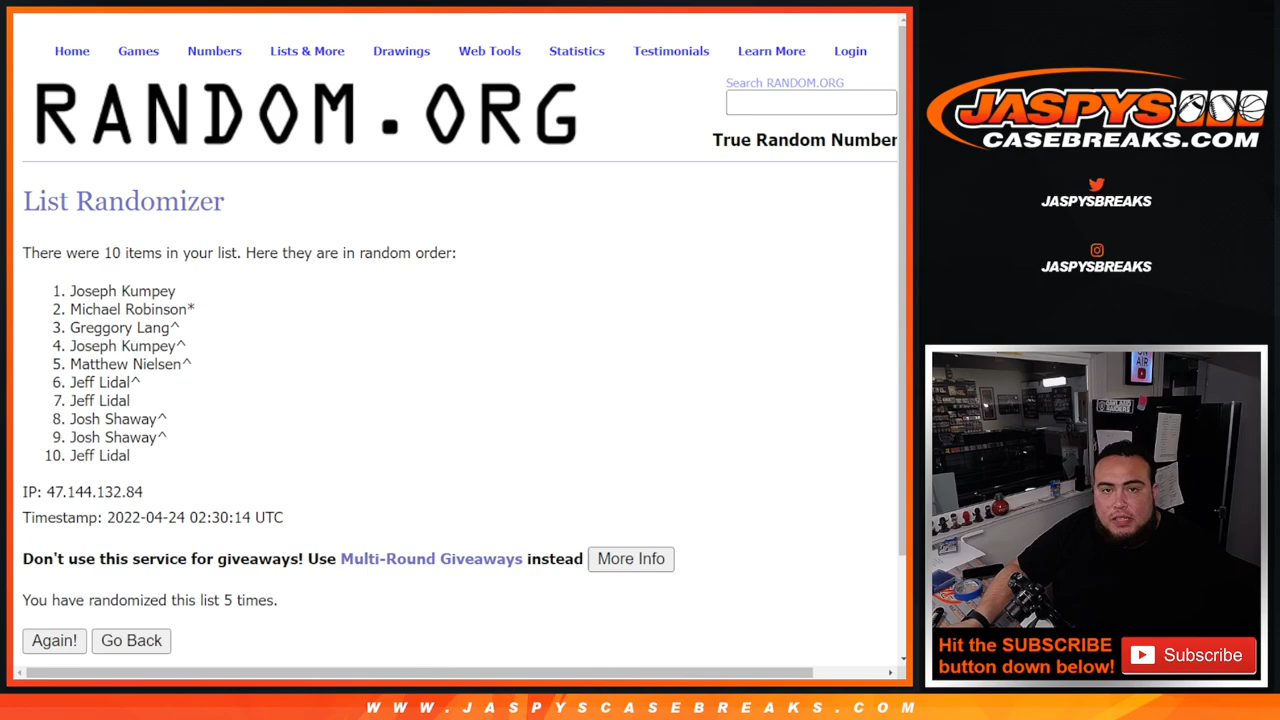 Home Games Numbers Lists & More Drawings Web Tools Statistics Testimonials Learn More Login
RANDOM.ORG
Search RANDOM.ORG
True Random Number
List Randomizer
There were 10 items in your list. Here they are in random order:
1. Joseph Kumpey
2. Michael Robinson*
3. Greggory Lang^
4. Joseph Kumpey^
5. Matthew Nielsen^
6. Jeff Lidal^
7. Jeff Lidal
8. Josh Shaway^
9. Josh Shaway^
10. Jeff Lidal
IP: 47.144.132.84
Timestamp: 2022-04-24 02:30:14 UTC
Don't use this service for giveaways! Use Multi-Round Giveaways instead More Info
You have randomized this list 5 times.
Again! Go Back
JASPYS
CASEBREAKS.COM
JASPYSBREAKS
JASPYSBREAKS
ON
AIR
OAKLAND
RAIDERS
Hit the SUBSCRIBE
button down below!
Subscribe
WWW.JASPYSCASEBREAKS.COM